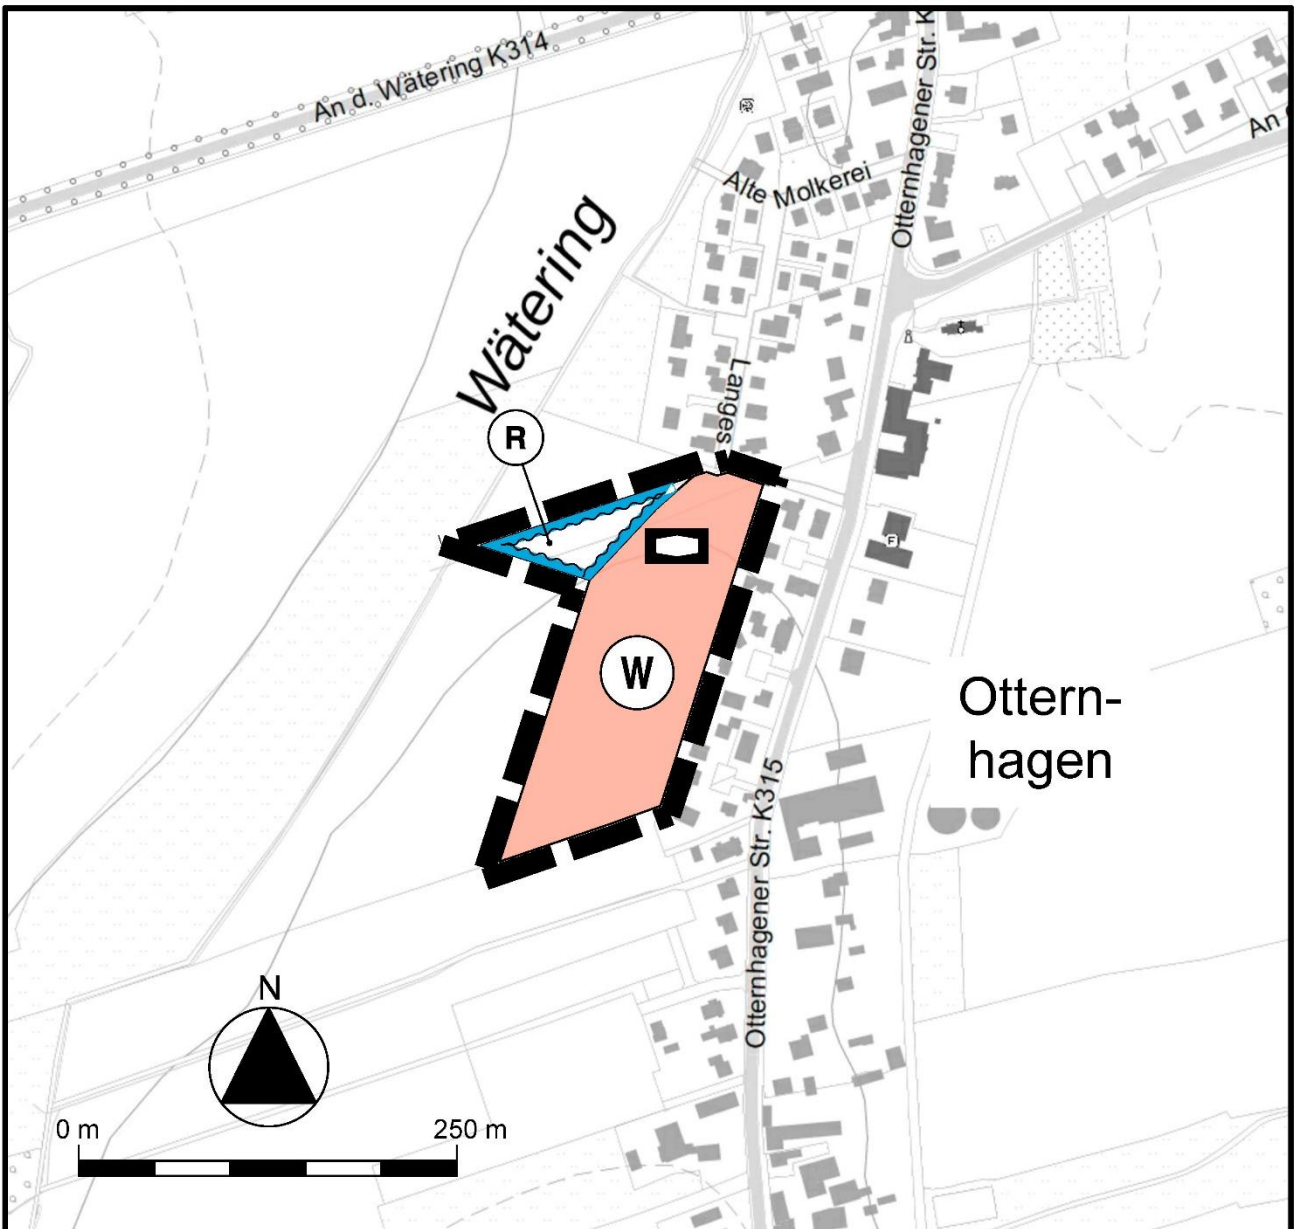 An d. Wätering K314
Otternhagener Str. K
An
Alte Molkerei
Wätering
Langes
R
F
W
Ottern-
hagen
Otternhagener Str. K315
N
0 m
250 m